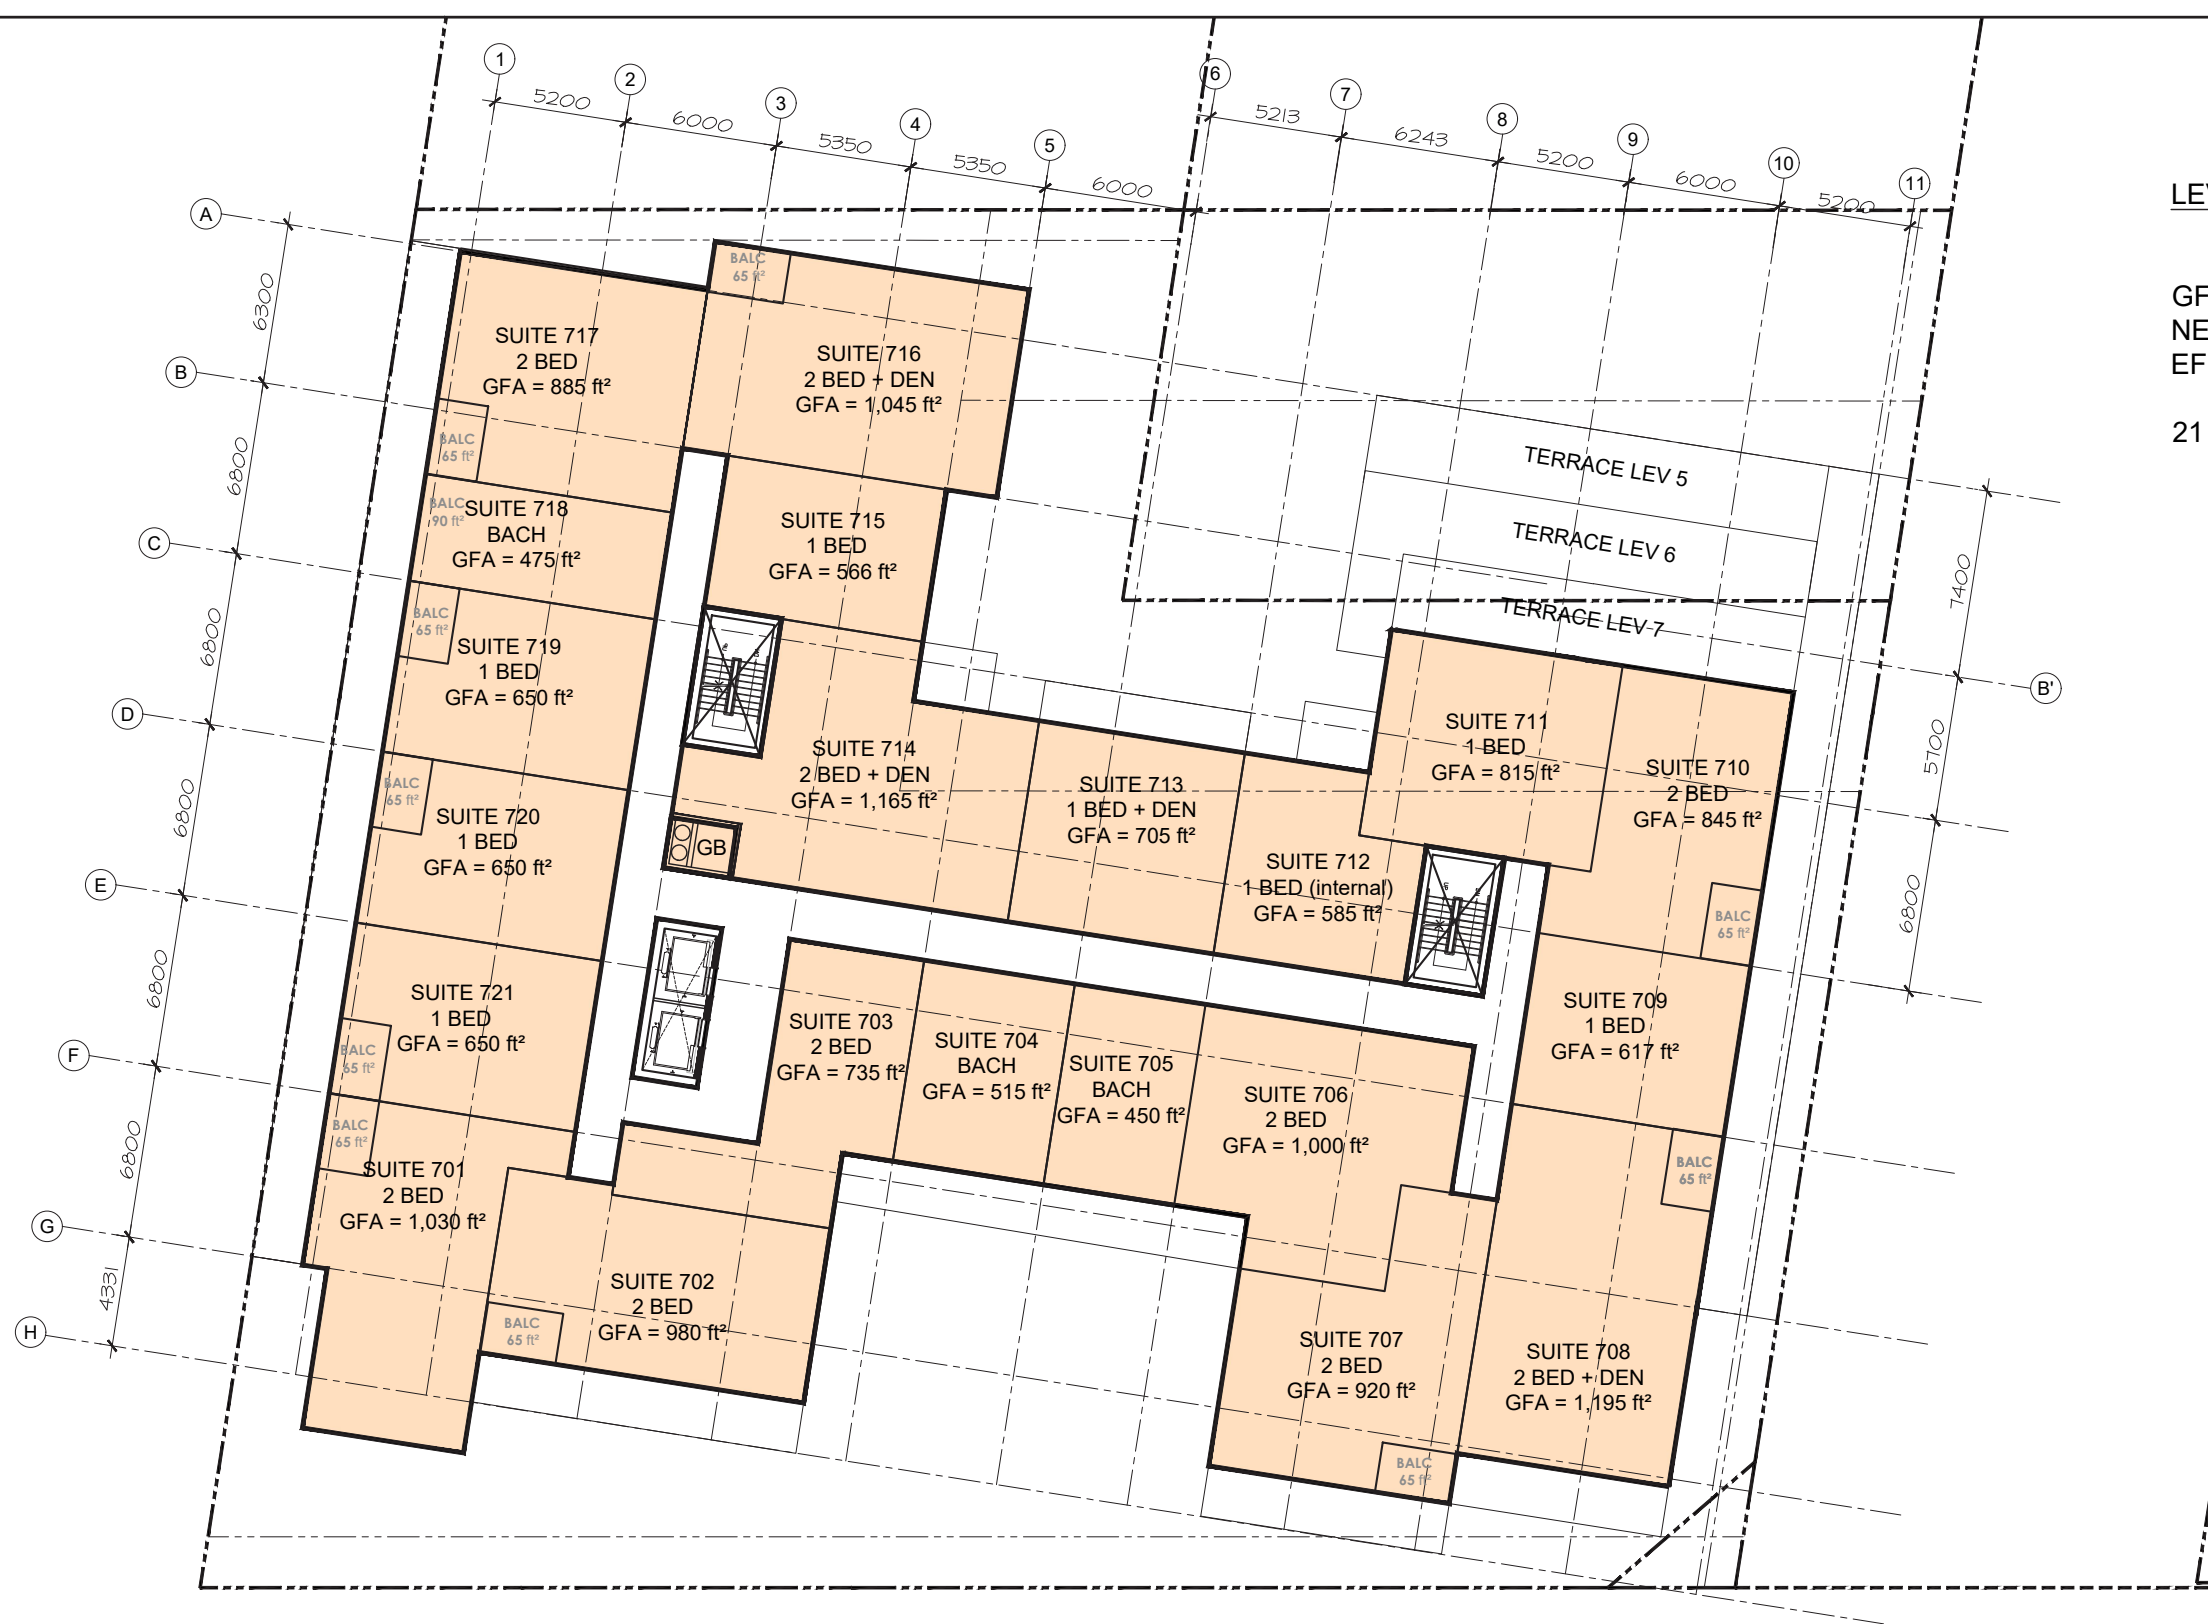 1
2
3
4
5
6
7
8
9
10
11
5200
6000
5350
5350
6000
5213
6243
5200
6000
5200
A
B
C
D
E
F
G
H
B'
6300
6800
6800
6800
6800
6800
4331
7400
5700
6800
LE
GF
NE
EF
21
SUITE 717
2 BED
GFA = 885 ft²
BALC
65 ft²
BALC
65 ft²
SUITE 716
2 BED + DEN
GFA = 1,045 ft²
BALC
90 ft²
SUITE 718
BACH
GFA = 475 ft²
SUITE 715
1 BED
GFA = 566 ft²
BALC
65 ft²
SUITE 719
1 BED
GFA = 650 ft²
TERRACE LEV 5
TERRACE LEV 6
TERRACE LEV 7
BALC
65 ft²
SUITE 720
1 BED
GFA = 650 ft²
SUITE 714
2 BED + DEN
GFA = 1,165 ft²
GB
SUITE 713
1 BED + DEN
GFA = 705 ft²
SUITE 711
1 BED
GFA = 815 ft²
SUITE 710
2 BED
GFA = 845 ft²
SUITE 712
1 BED (internal)
GFA = 585 ft²
BALC
65 ft²
SUITE 721
1 BED
GFA = 650 ft²
BALC
65 ft²
SUITE 703
2 BED
GFA = 735 ft²
SUITE 704
BACH
GFA = 515 ft²
SUITE 705
BACH
GFA = 450 ft²
SUITE 706
2 BED
GFA = 1,000 ft²
SUITE 709
1 BED
GFA = 617 ft²
BALC
65 ft²
SUITE 701
2 BED
GFA = 1,030 ft²
BALC
65 ft²
SUITE 702
2 BED
GFA = 980 ft²
BALC
65 ft²
SUITE 707
2 BED
GFA = 920 ft²
BALC
65 ft²
SUITE 708
2 BED + DEN
GFA = 1,195 ft²